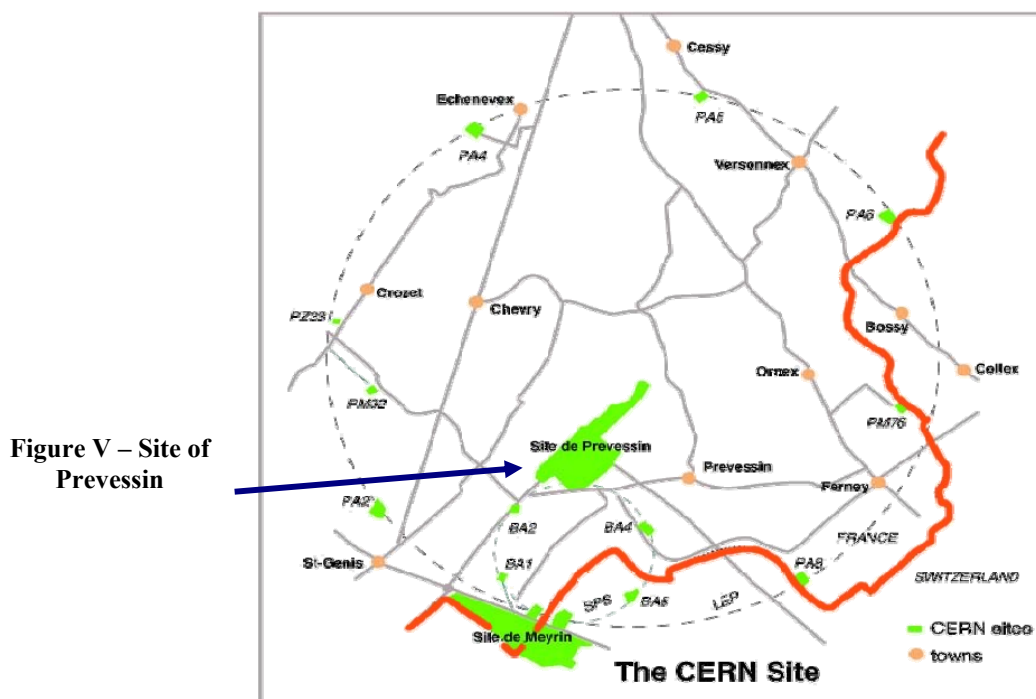 Cessy
Echenevex
PA5
PA4
Versonnex
PA6
Crozet
PZ33
Chevry
Bossy
Collex
Ornex
PM32
PM76
Site de Prevessin
Figure V – Site of
Prevessin
Prevessin
Ferney
PA2
BA2
BA4
FRANCE
St-Genis
BA1
PA8
SWITZERLAND
SPS
BA5
LEP
CERN sites
Site de Meyrin
towns
The CERN Site